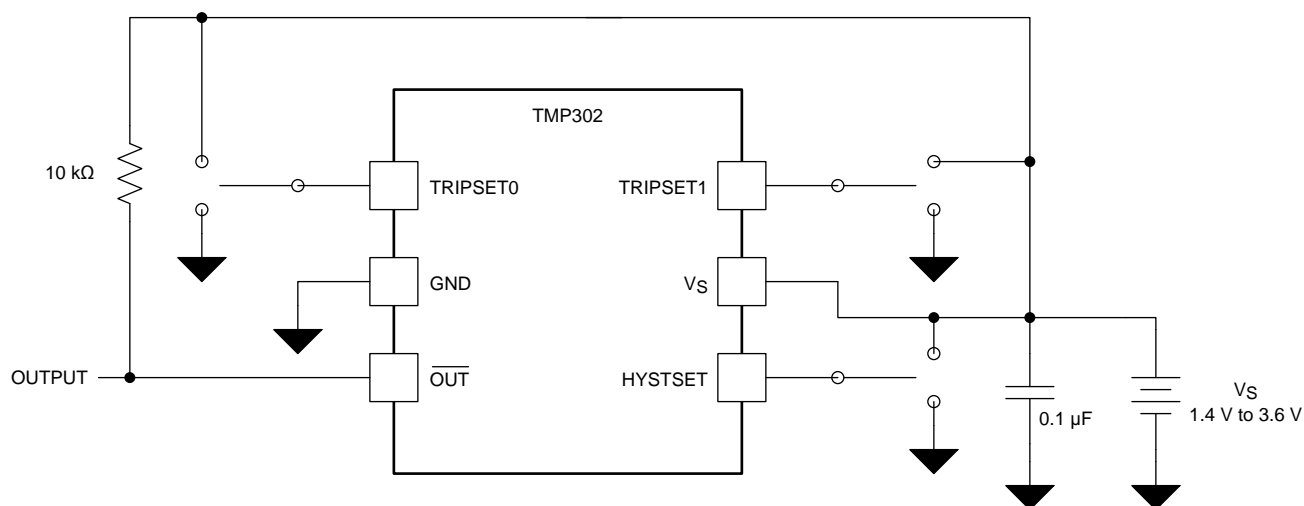 TMP302
10 kΩ
TRIPSET0
TRIPSET1
GND
VS
OUTPUT
OUT
HYSTSET
0.1 µF
VS
1.4 V to 3.6 V